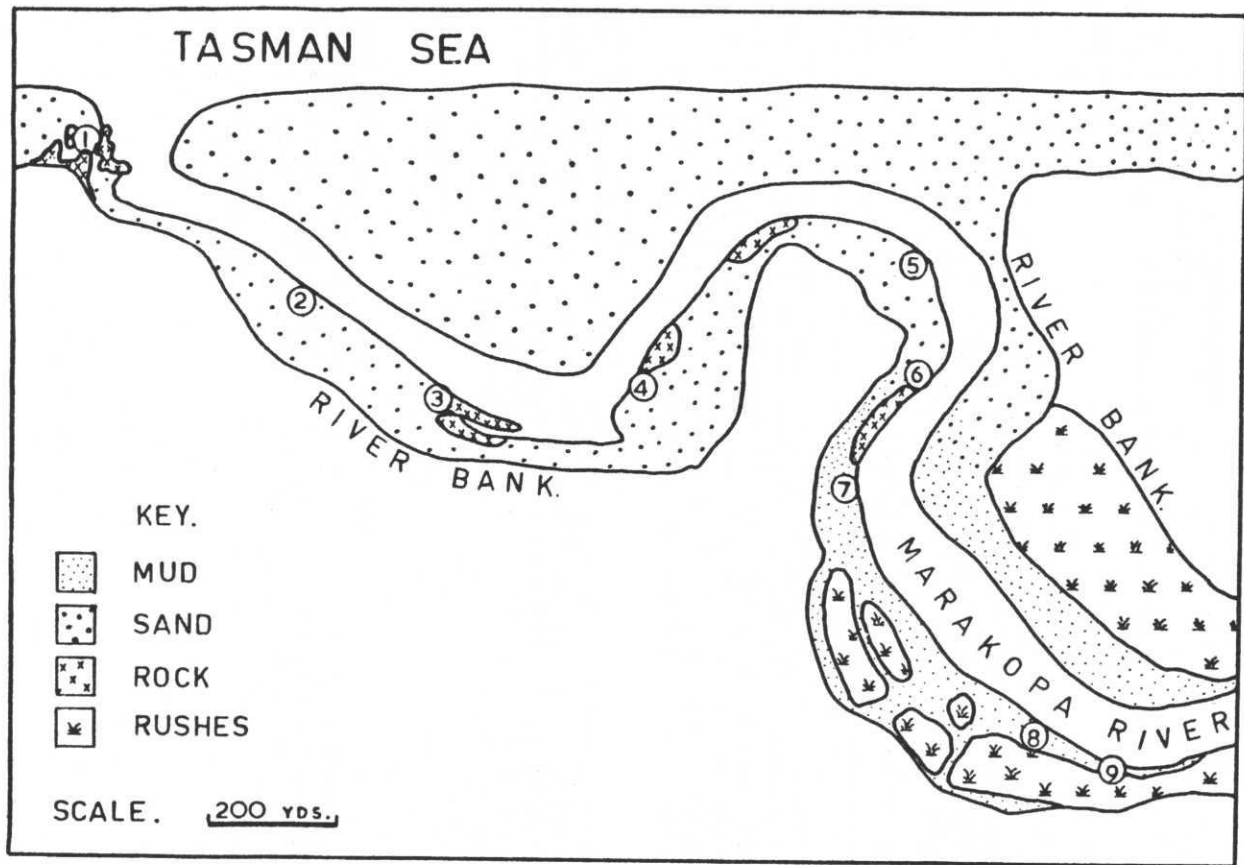 TASMAN SEA
1
2
3
4
5
6
7
8
9
RIVER BANK.
RIVER BANK.
MARAKOPA RIVER
KEY.
MUD
SAND
ROCK
RUSHES
SCALE. 200 YDS.